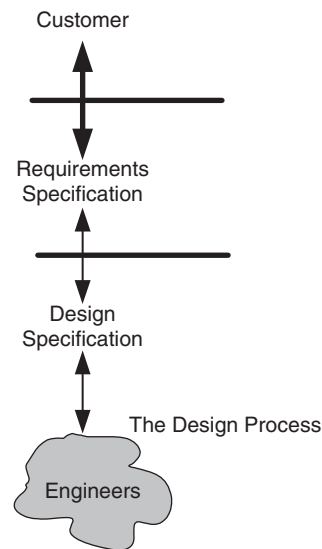 Customer
Requirements
Specification
Design
Specification
The Design Process
Engineers